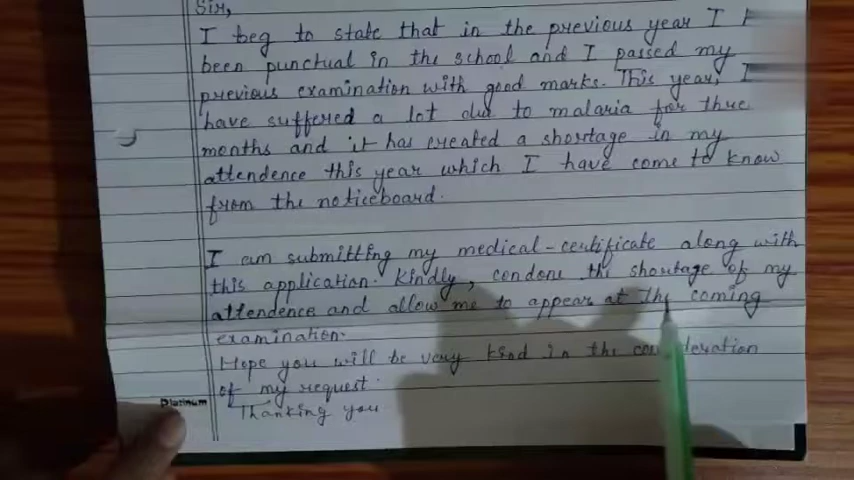 Sir,
I beg to state that in the previous year I
been punctual in the school and I passed my
previous examination with good marks. This year, I
have suffered a lot due to malaria for three
months and it has created a shortage in my
attendence this year which I have come to know
from the noticeboard.
I am submitting my medical-certificate along with
this application. Kindly, condone the shortage of my
attendence and allow me to appear at the coming
examination.
Hope you will be very kind in the consideration
of my request.
Thanking you
Platinum